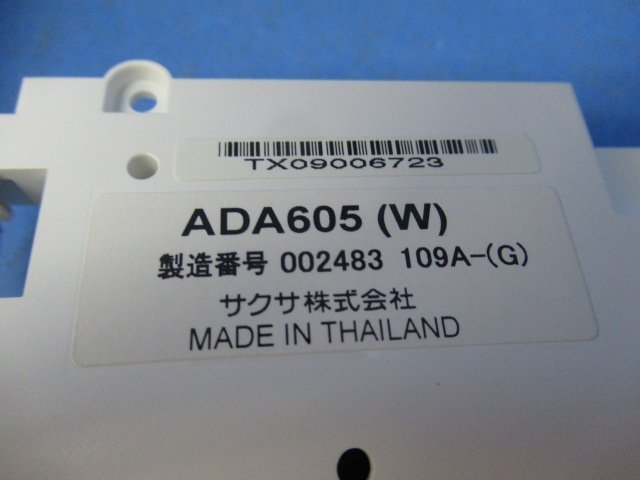 TX09006723
ADA605 (W)
製造番号 002483 109A-(G)
サクサ株式会社
MADE IN THAILAND